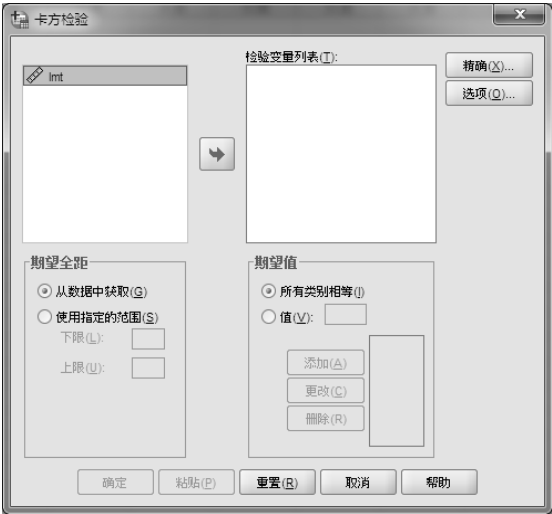 卡方检验
检验变量列表(T):
lmt
精确(X)...
选项(O)...
期望全距
从数据中获取(G)
使用指定的范围(S)
下限(L):
上限(U):
期望值
所有类别相等(I)
值(V):
添加(A)
更改(C)
删除(R)
确定
粘贴(P)
重置(R)
取消
帮助